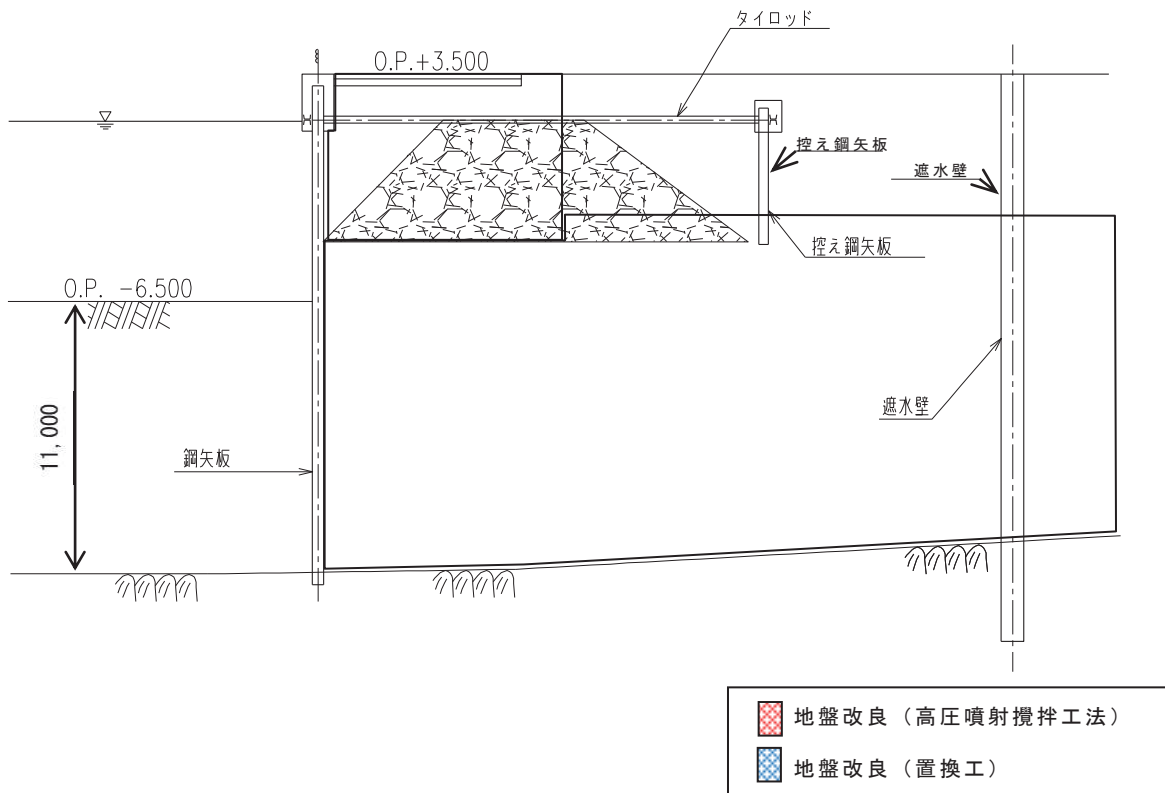 タイロッド
O.P.+3.500
控え鋼矢板
遮水壁
控え鋼矢板
O.P. -6.500
遮水壁
11,000
鋼矢板
地盤改良（高圧噴射攪拌工法）
地盤改良（置換工）